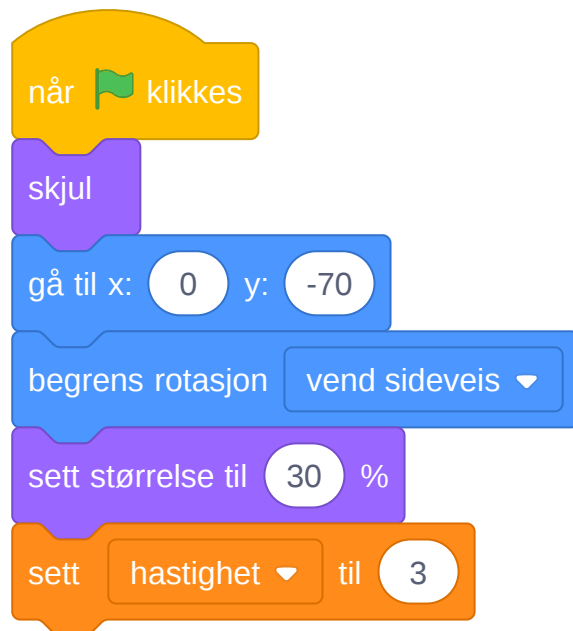 når klikkes
skjul
gå til x: 0 y: -70
begrens rotasjon vend sideveis
sett størrelse til 30 %
sett hastighet til 3